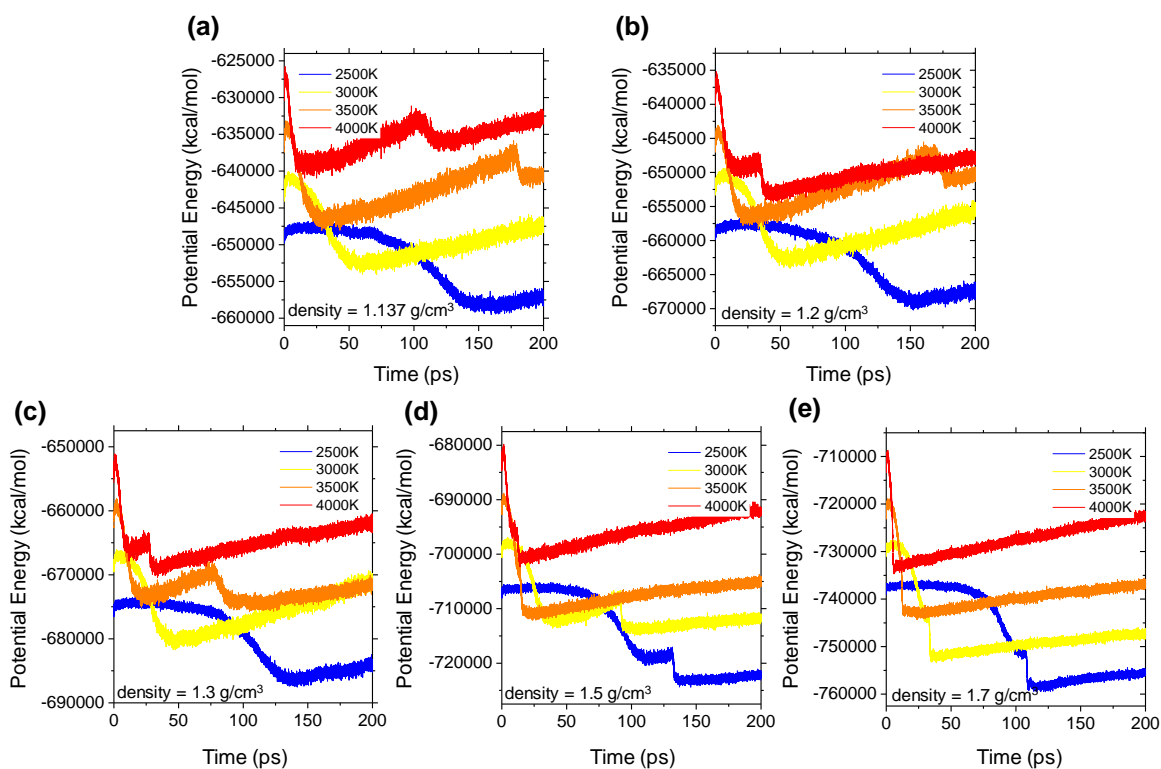 (a)
Potential Energy (kcal/mol)
-625000
-630000
-635000
-640000
-645000
-650000
-655000
-660000
2500K
3000K
3500K
4000K
density = 1.137 g/cm³
0 50 100 150 200
Time (ps)
(b)
Potential Energy (kcal/mol)
-635000
-640000
-645000
-650000
-655000
-660000
-665000
-670000
2500K
3000K
3500K
4000K
density = 1.2 g/cm³
0 50 100 150 200
Time (ps)
(c)
Potential Energy (kcal/mol)
-650000
-660000
-670000
-680000
-690000
2500K
3000K
3500K
4000K
density = 1.3 g/cm³
0 50 100 150 200
Time (ps)
(d)
Potential Energy (kcal/mol)
-680000
-690000
-700000
-710000
-720000
2500K
3000K
3500K
4000K
density = 1.5 g/cm³
0 50 100 150 200
Time (ps)
(e)
Potential Energy (kcal/mol)
-710000
-720000
-730000
-740000
-750000
-760000
2500K
3000K
3500K
4000K
density = 1.7 g/cm³
0 50 100 150 200
Time (ps)